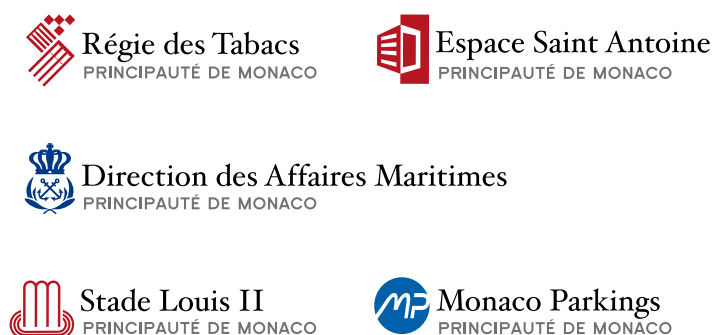 Régie des Tabacs
PRINCIPAUTÉ DE MONACO
Espace Saint Antoine
PRINCIPAUTÉ DE MONACO
Direction des Affaires Maritimes
PRINCIPAUTÉ DE MONACO
Stade Louis II
PRINCIPAUTÉ DE MONACO
MP
Monaco Parkings
PRINCIPAUTÉ DE MONACO